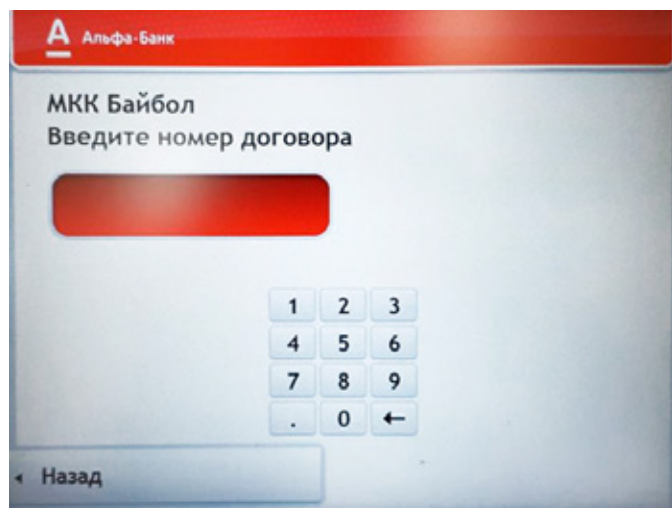 А Альфа-Банк
МКК Байбол
Введите номер договора
1 2 3
4 5 6
7 8 9
. 0 ←
Назад